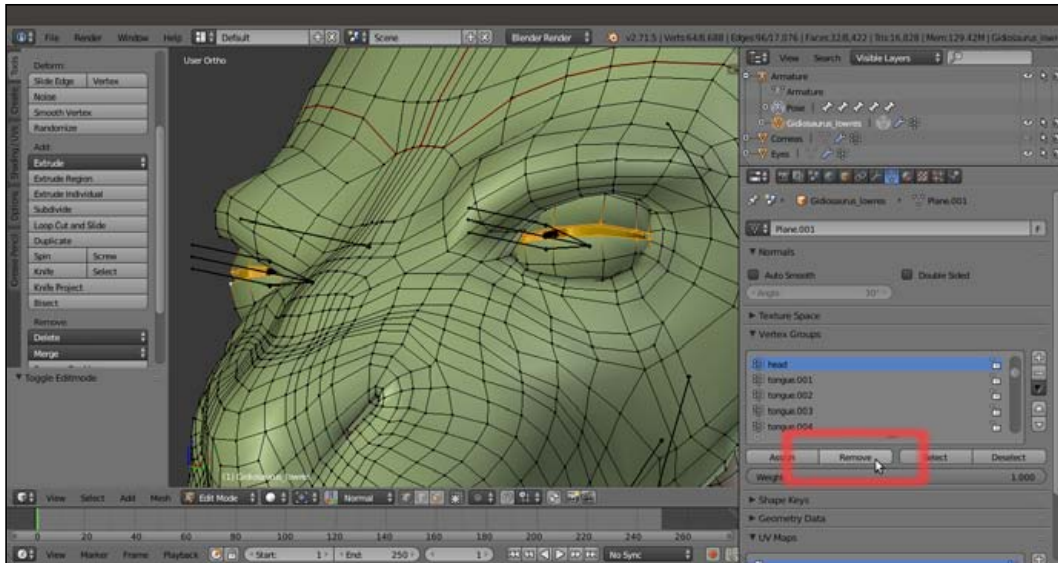 File Render Window Help Default Scene Blender Render v2.71.5 | Verts:64/8,688 | Edges:96/17,076 | Faces:32/8,422 | Tris:16,828 | Mem:129.42M | Gidiosaurus_lowres
Tools
Create
Shading / UVs
Options
Grease Pencil
Deform:
Slide Edge Vertex
Noise
Smooth Vertex
Randomize
Add:
Extrude
Extrude Region
Extrude Individual
Subdivide
Loop Cut and Slide
Duplicate
Spin Screw
Knife Select
Knife Project
Bisect
Remove:
Delete
Merge
Toggle Editmode
User Ortho
(1) Gidiosaurus_lowres
View Select Add Mesh Edit Mode Normal
0 20 40 60 80 100 120 140 160 180 200 220 240 260
View Marker Frame Playback Start: 1 End: 250 1 No Sync
View Search Visible Layers
Armature
Armature
Pose
Gidiosaurus_lowres
Corneas
Eyes
Gidiosaurus_lowres Plane.001
Plane.001 F
Normals
Auto Smooth Double Sided
Angle: 30°
Texture Space
Vertex Groups
head
tongue.001
tongue.002
tongue.003
tongue.004
Assign Remove Select Deselect
Weight 1.000
Shape Keys
Geometry Data
UV Maps